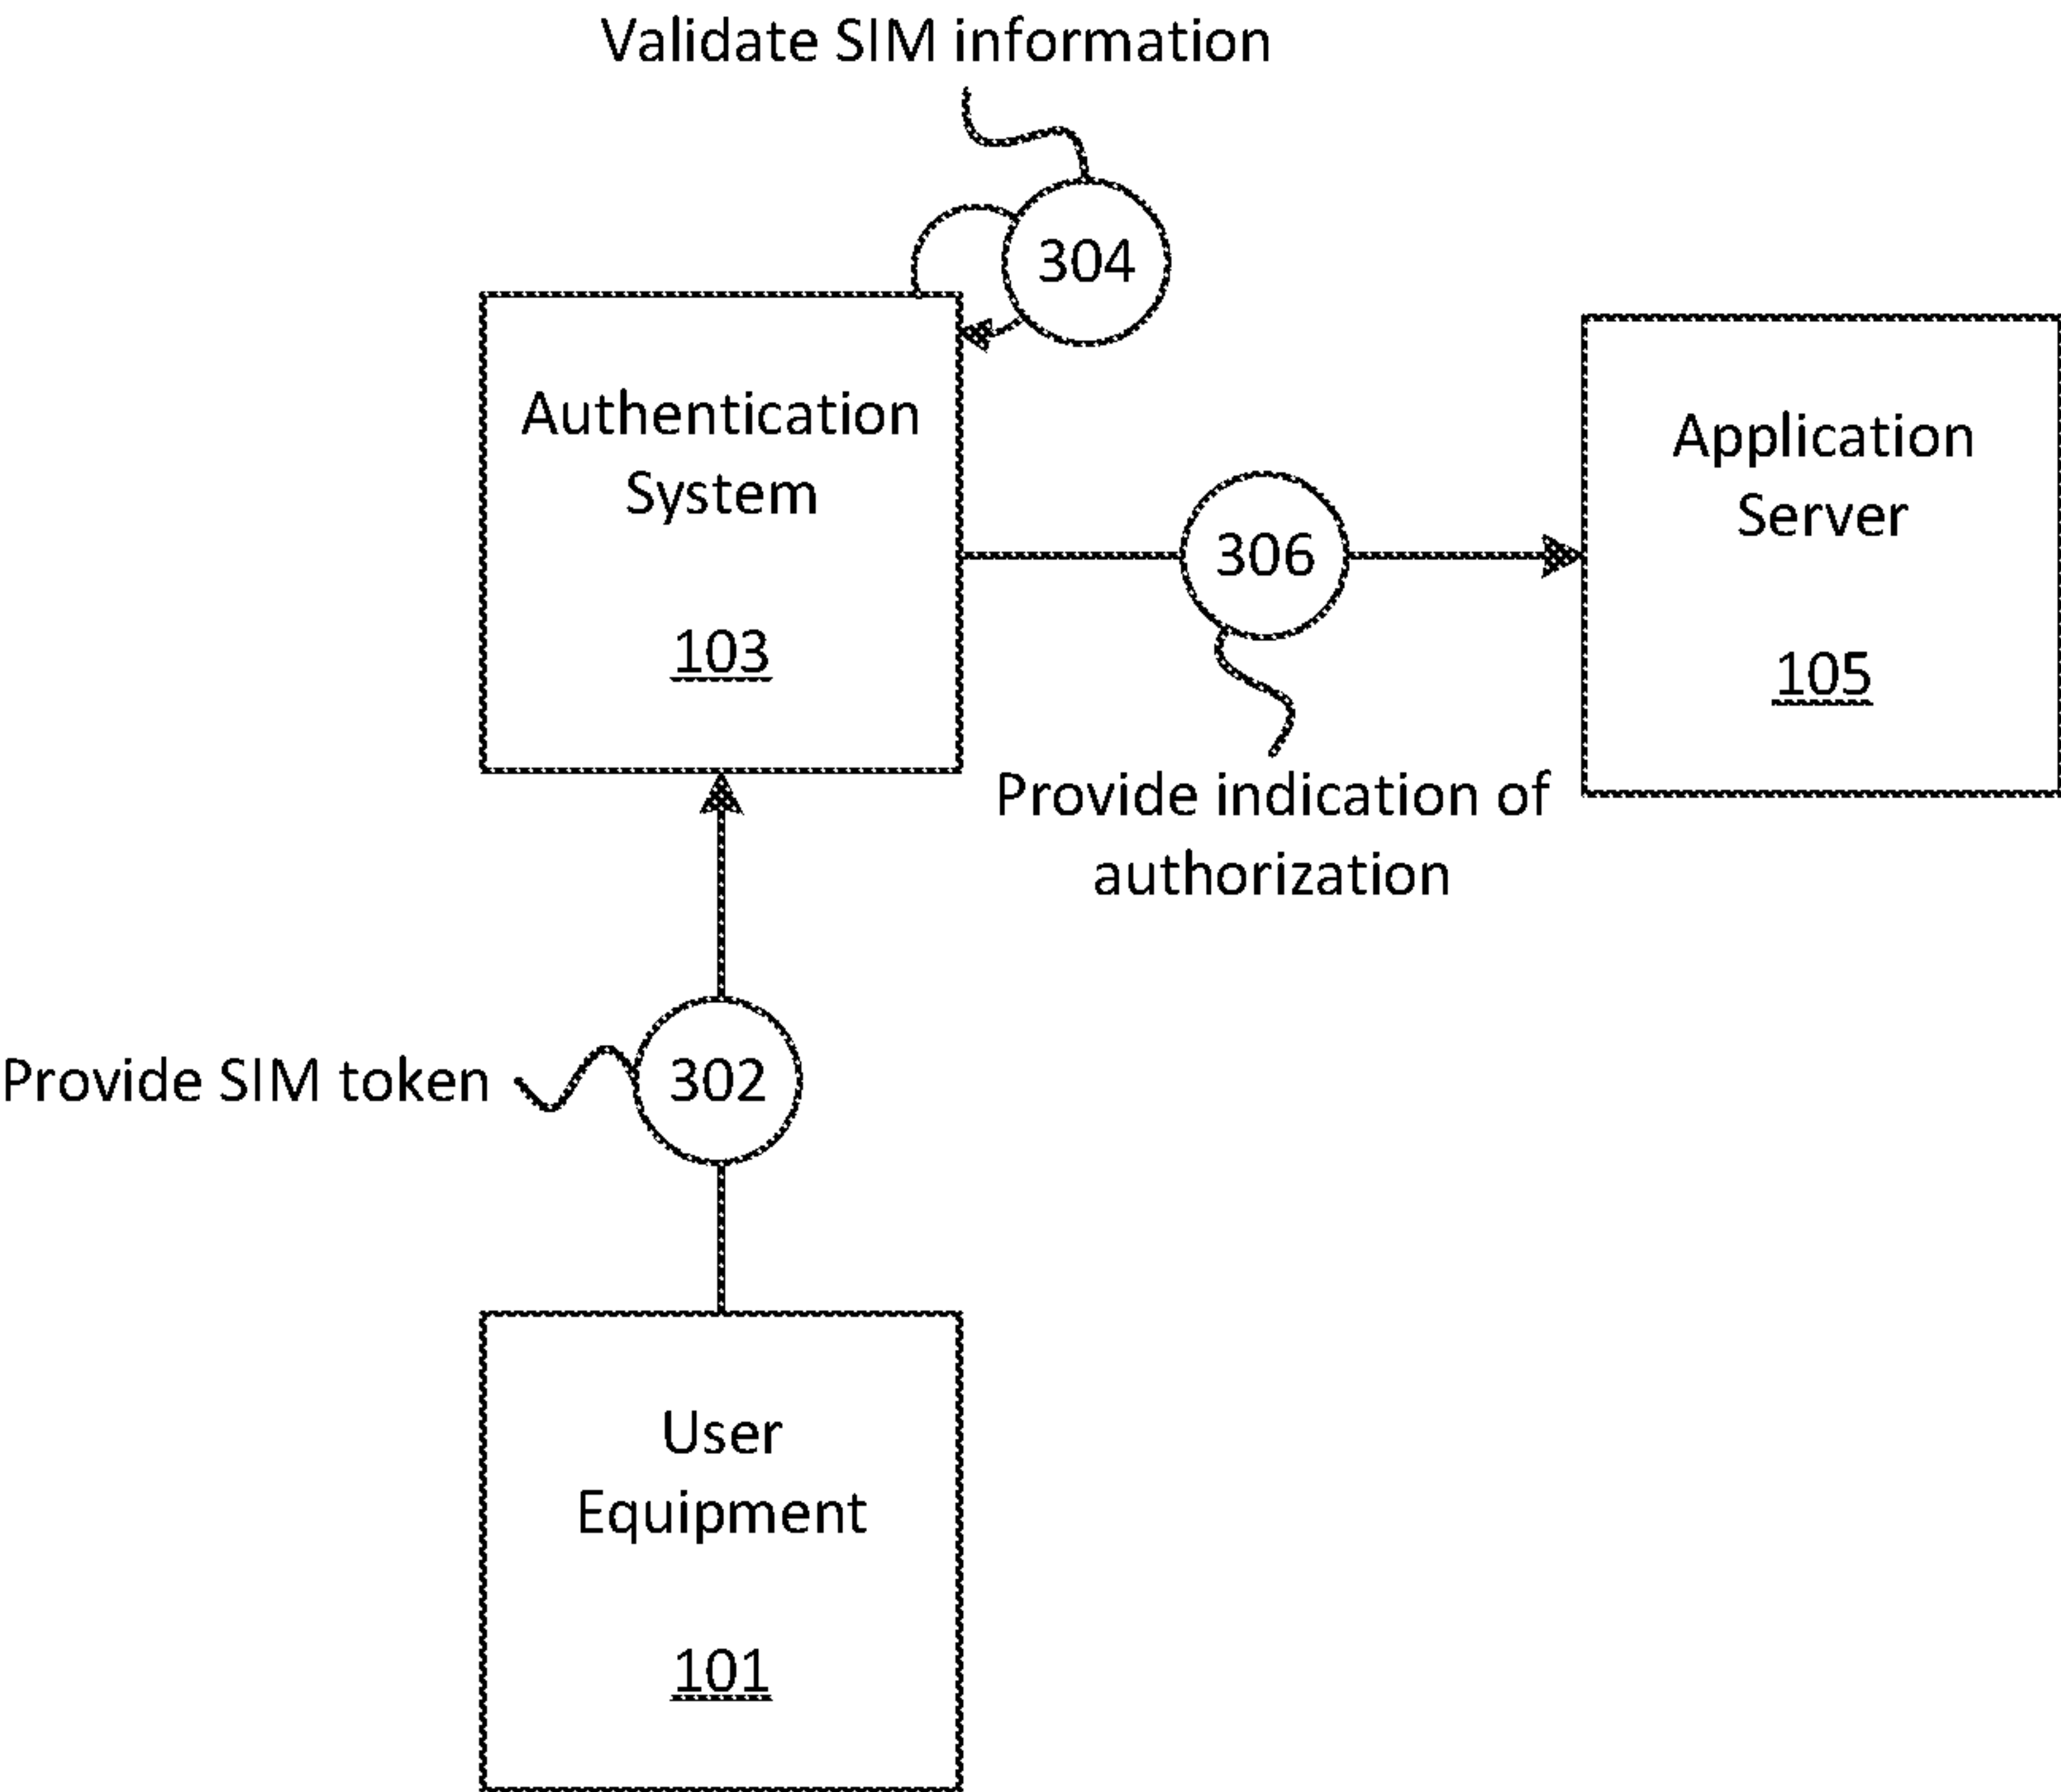 Validate SIM information
304
Authentication
System
103
306
Application
Server
105
Provide indication of
authorization
Provide SIM token
302
User
Equipment
101